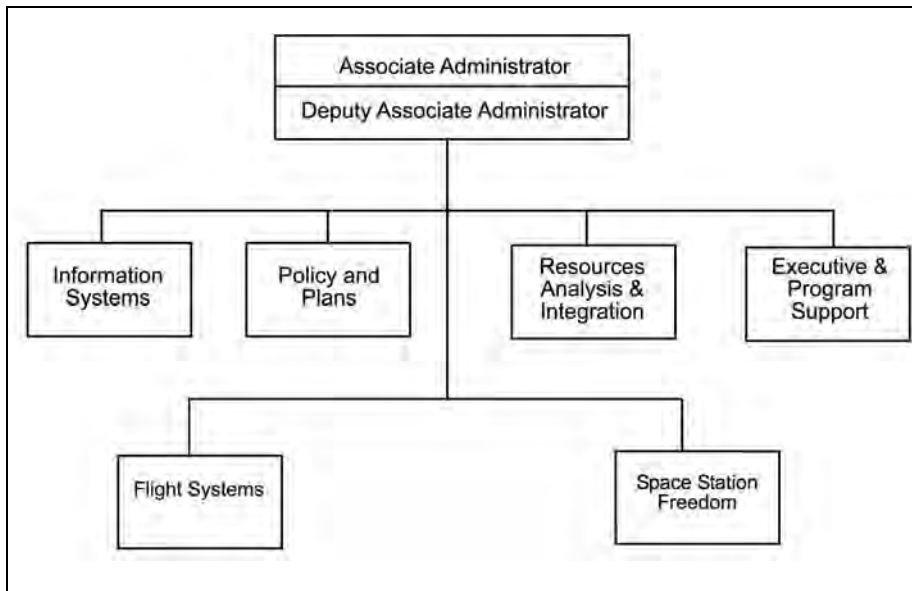 Associate Administrator
Deputy Associate Administrator
Information
Systems
Policy and
Plans
Resources
Analysis &
Integration
Executive &
Program
Support
Flight Systems
Space Station
Freedom